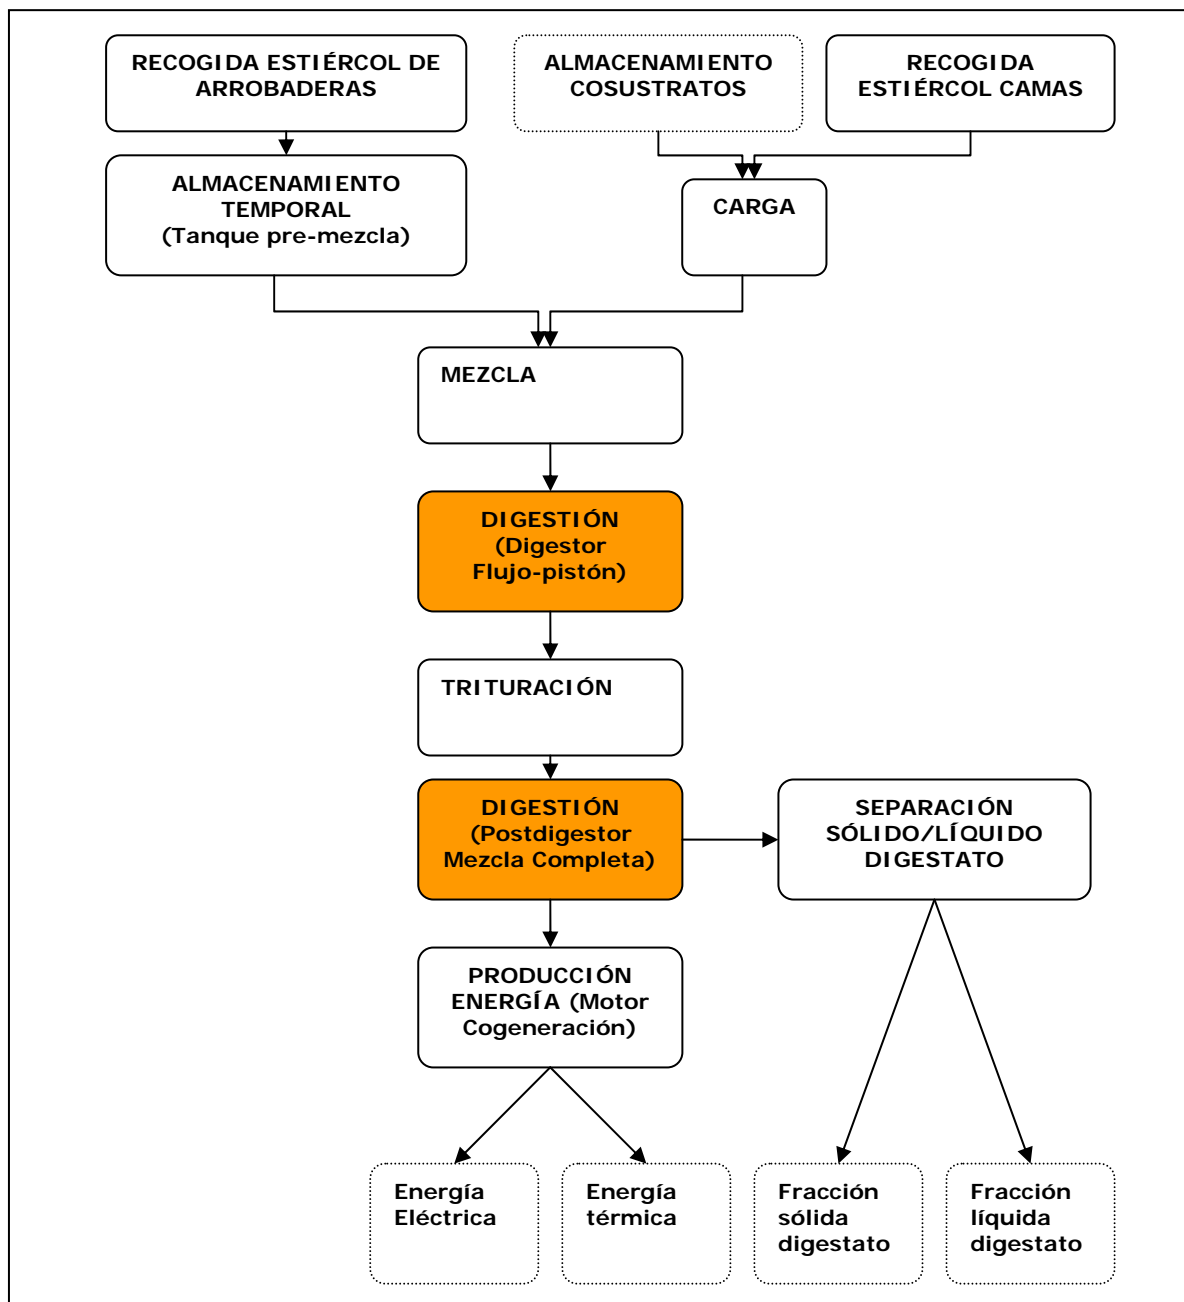 RECOGIDA ESTIÉRCOL DE
ARROBADERAS
ALMACENAMIENTO
COSUSTRATOS
RECOGIDA
ESTIÉRCOL CAMAS
ALMACENAMIENTO
TEMPORAL
(Tanque pre-mezcla)
CARGA
MEZCLA
DIGESTIÓN
(Digestor
Flujo-pistón)
TRITURACIÓN
DIGESTIÓN
(Postdigestor
Mezcla Completa)
SEPARACIÓN
SÓLIDO/LÍQUIDO
DIGESTATO
PRODUCCIÓN
ENERGÍA (Motor
Cogeneración)
Energía
Eléctrica
Energía
térmica
Fracción
sólida
digestato
Fracción
líquida
digestato